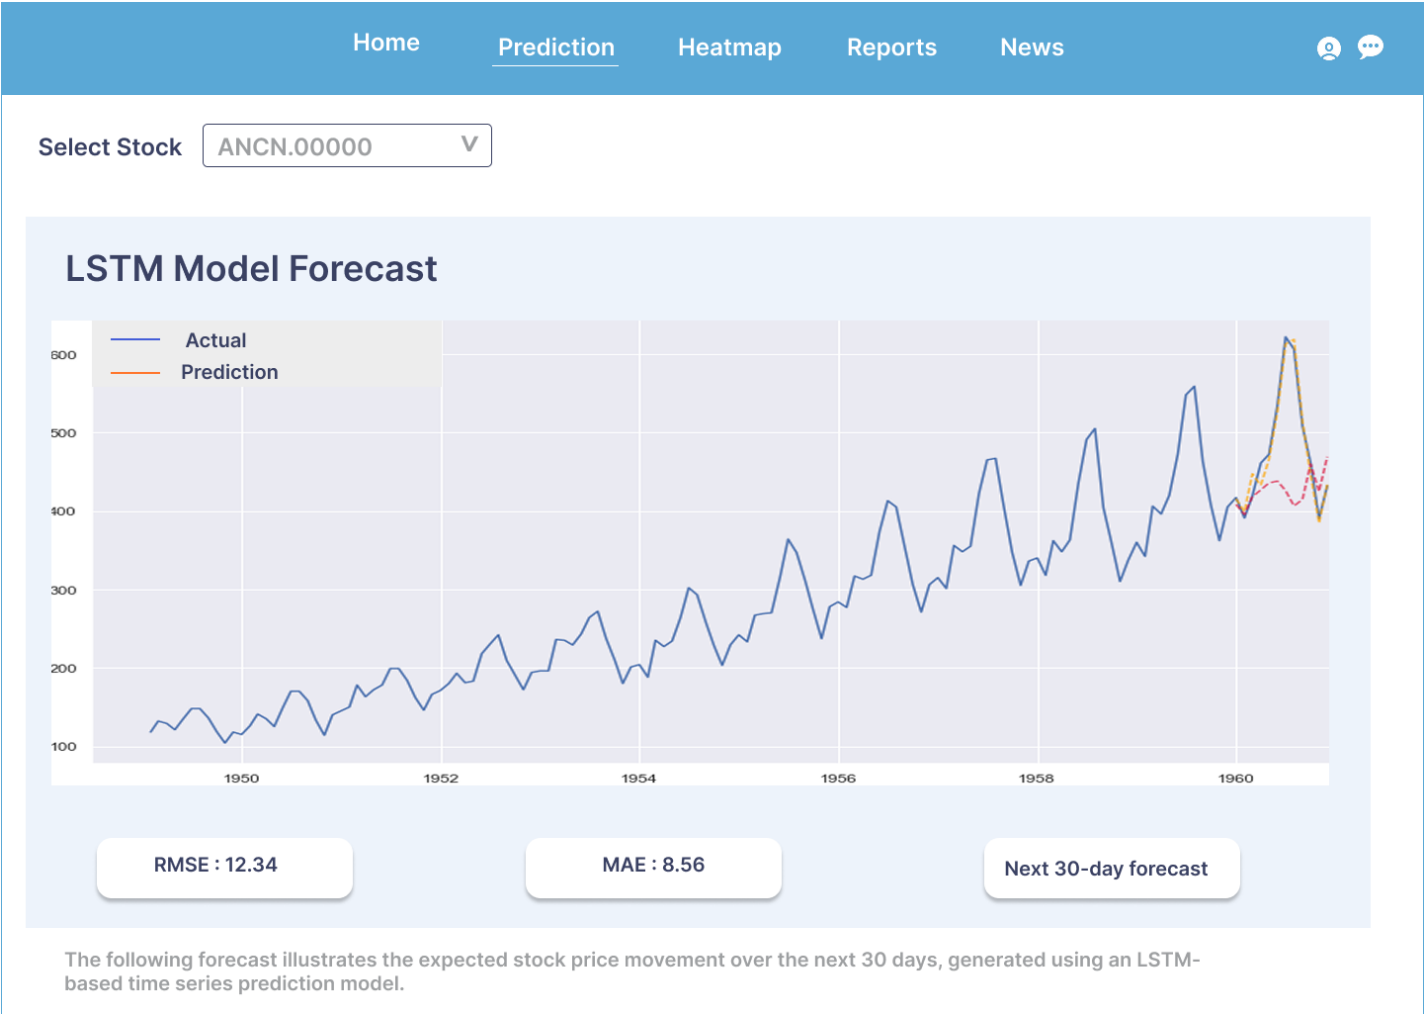 Home Prediction Heatmap Reports News
Select Stock ANCN.00000 V
LSTM Model Forecast
Actual
Prediction
600
500
400
300
200
100
1950 1952 1954 1956 1958 1960
RMSE : 12.34 MAE : 8.56 Next 30-day forecast
The following forecast illustrates the expected stock price movement over the next 30 days, generated using an LSTM-
based time series prediction model.